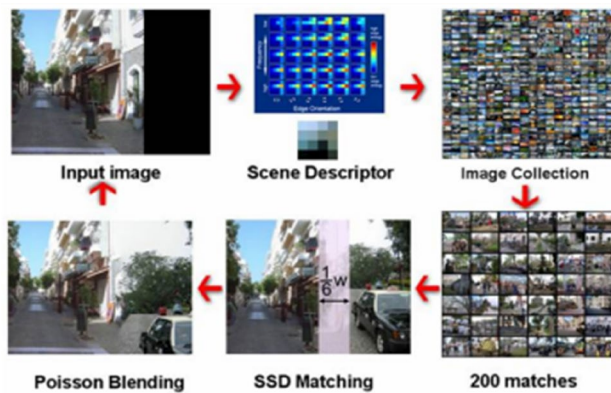 Frequency
Edge Orientation
Input image
Scene Descriptor
Image Collection
1/6 w
Poisson Blending
SSD Matching
200 matches